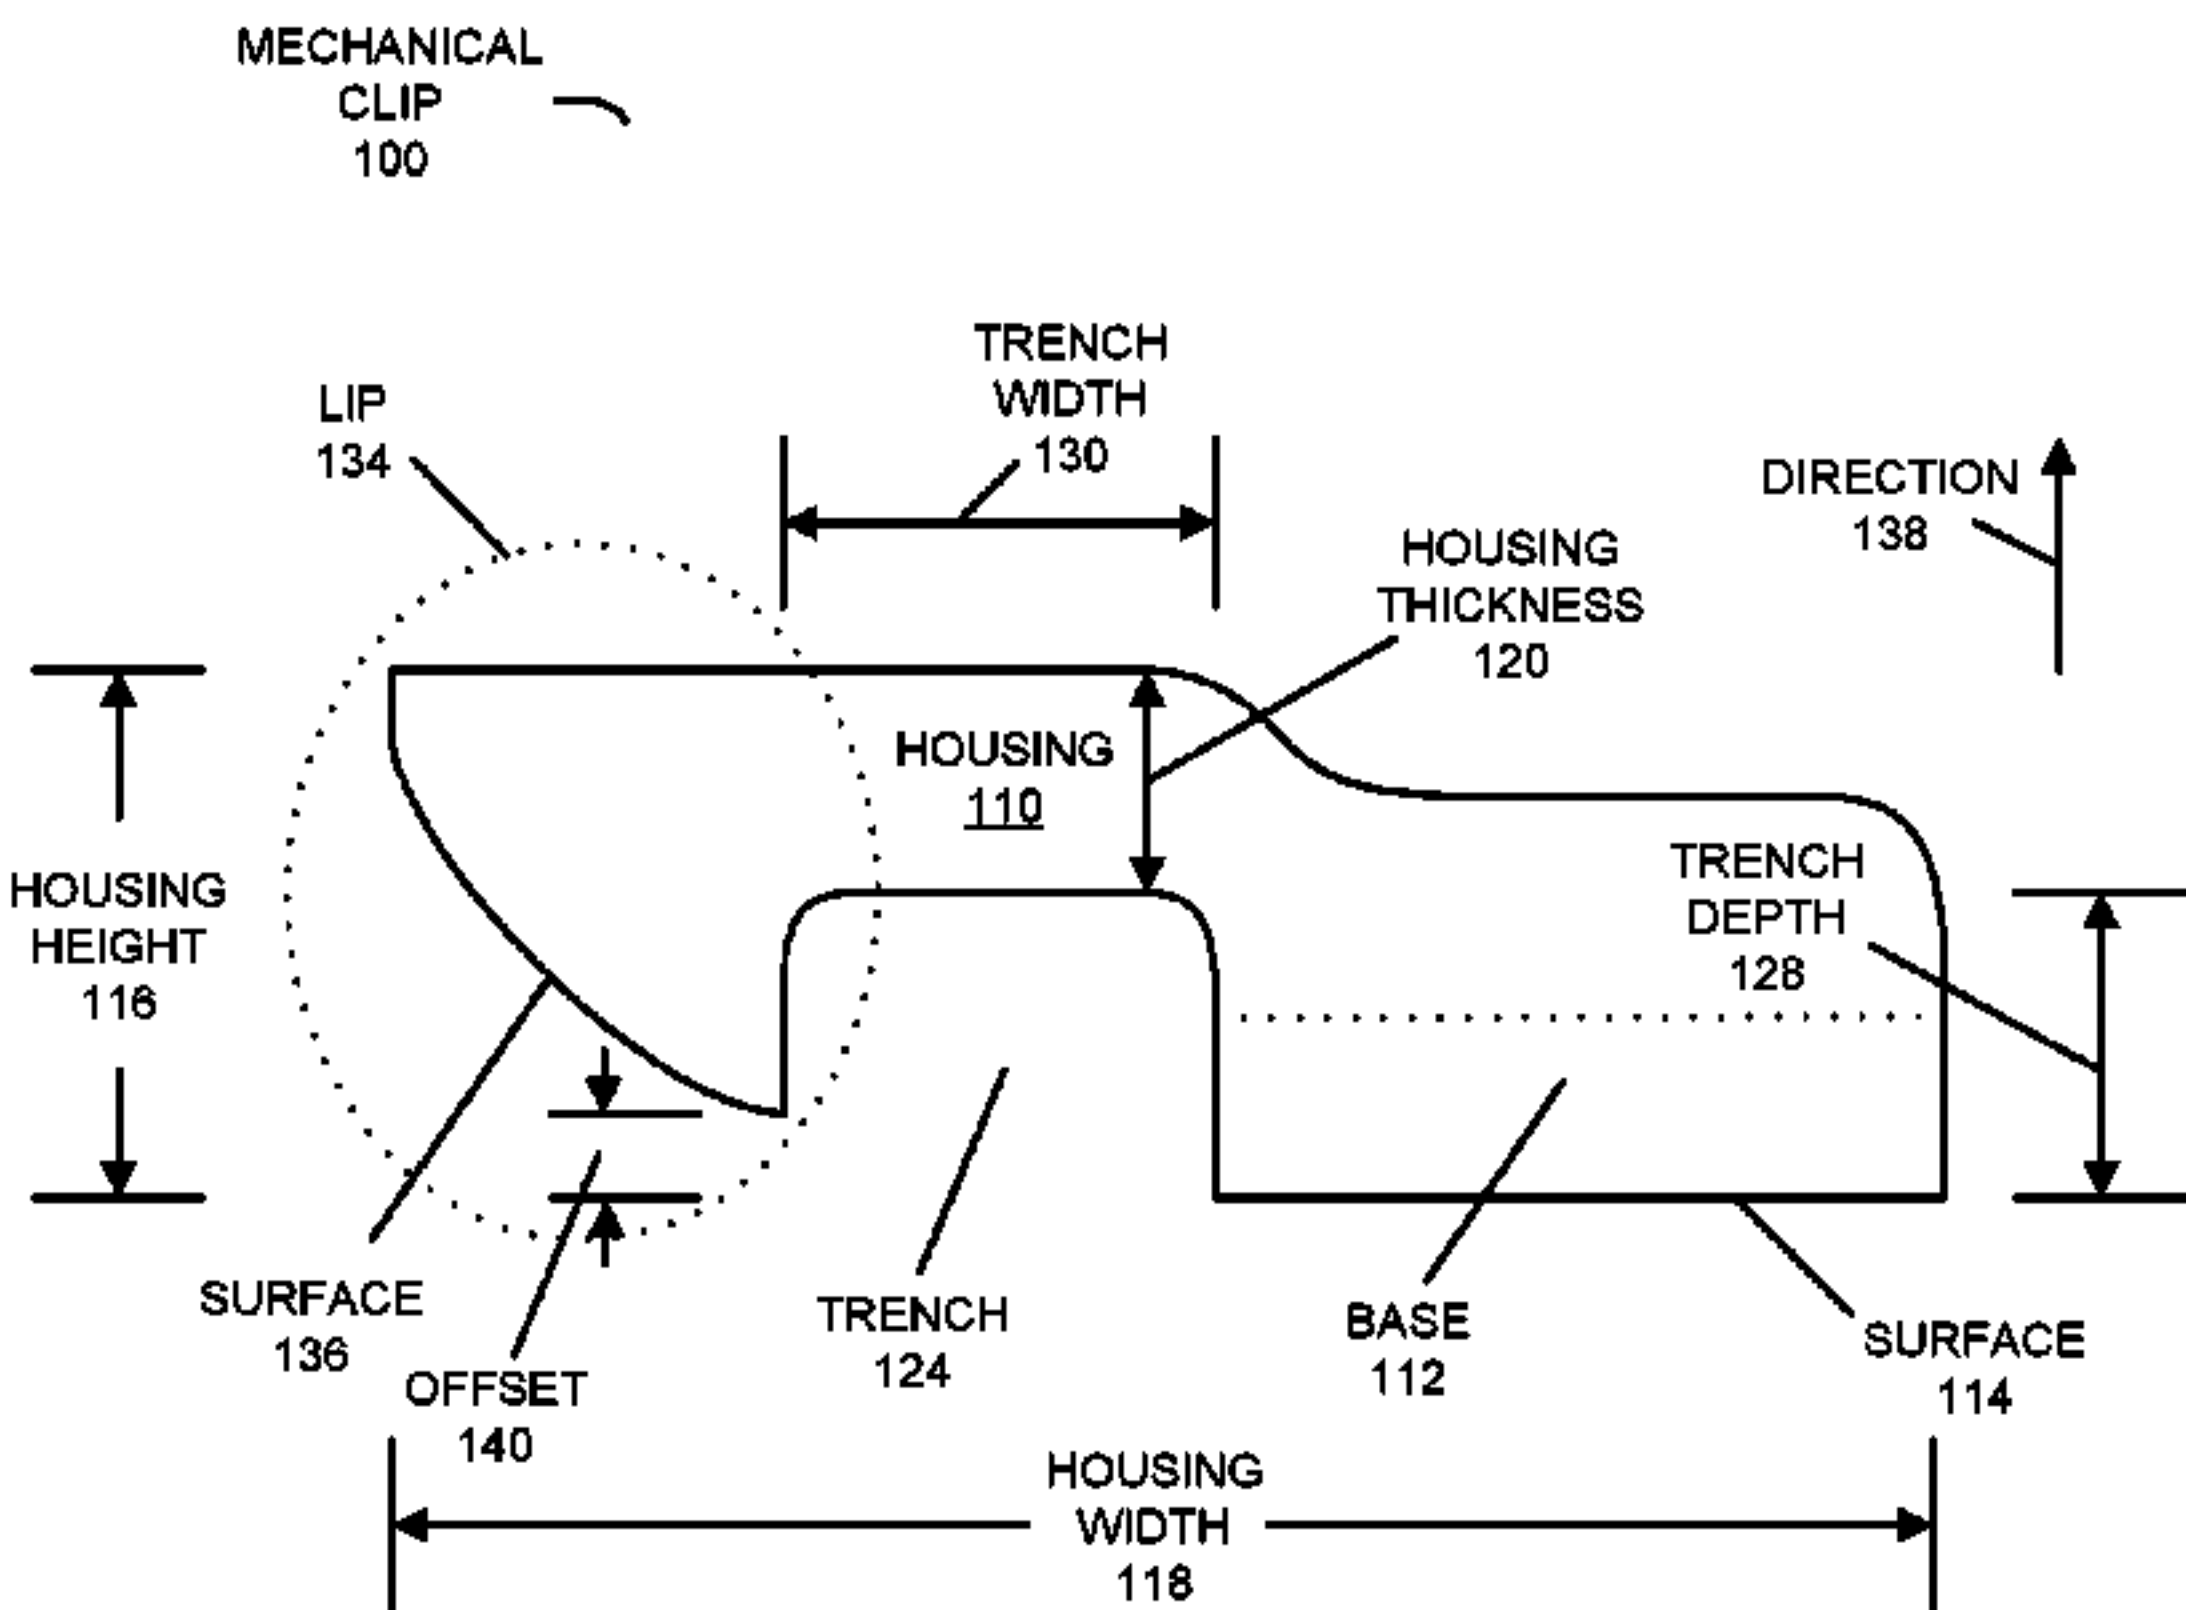 MECHANICAL
CLIP
100
TRENCH
WIDTH
130
LIP
134
DIRECTION
138
HOUSING
THICKNESS
120
HOUSING
110
TRENCH
DEPTH
128
HOUSING
HEIGHT
116
SURFACE
136
OFFSET
140
TRENCH
124
BASE
112
SURFACE
114
HOUSING
WIDTH
118